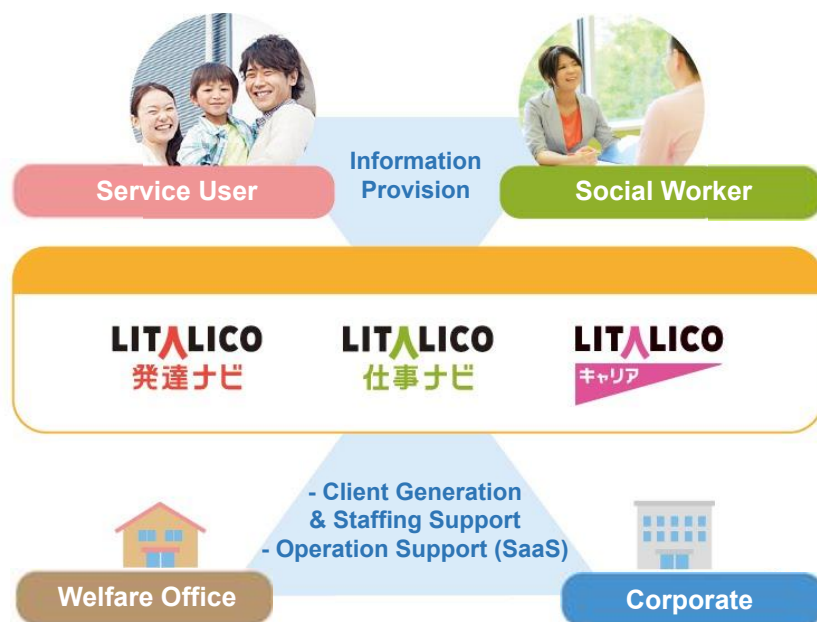 Information
Provision
Service User
Social Worker
LITALICO
発達ナビ
LITALICO
仕事ナビ
LITALICO
キャリア
- Client Generation
& Staffing Support
- Operation Support (SaaS)
Welfare Office
Corporate